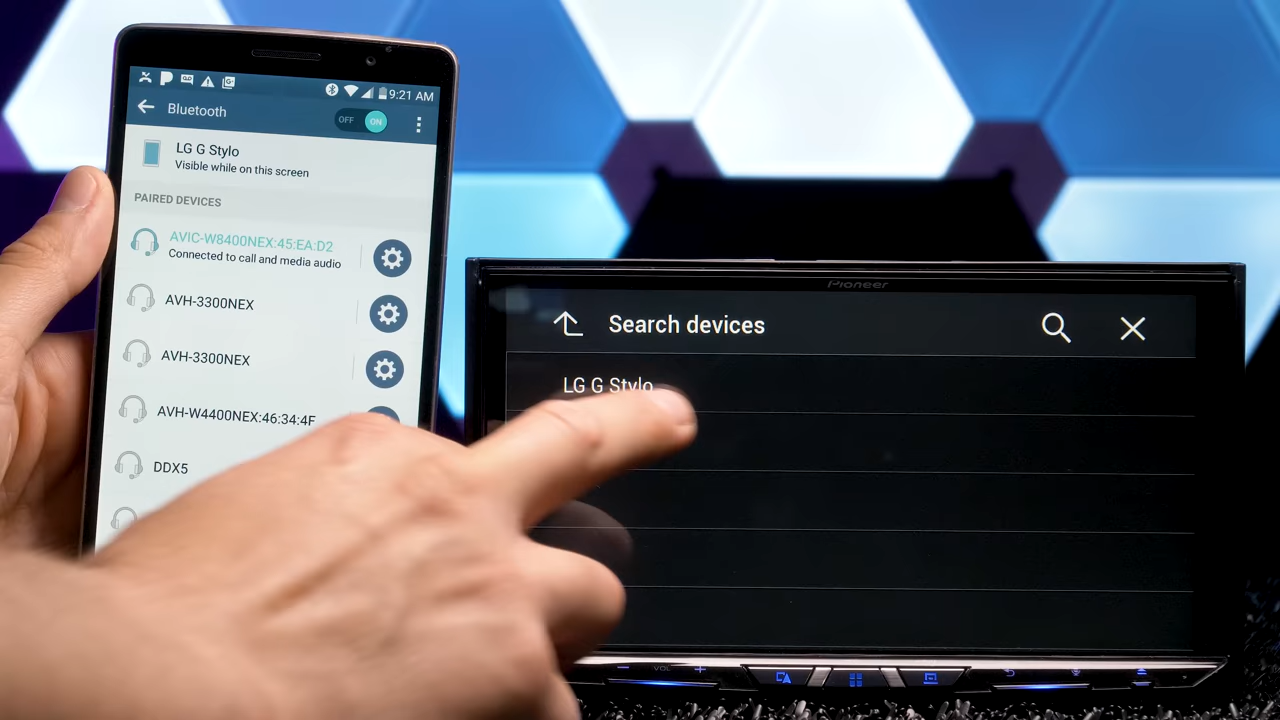 9:21 AM
Bluetooth
OFF
ON
LG G Stylo
Visible while on this screen
PAIRED DEVICES
AVIC-W8400NEX:45:EA:D2
Connected to call and media audio
AVH-3300NEX
AVH-3300NEX
AVH-W4400NEX:46:34:4F
DDX5
Pioneer
Search devices
LG G Stylo
VOL